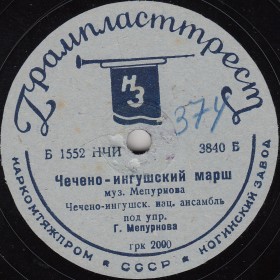 Грампласттрест
НЗ
374
Б 1552 НЧИ 3840 Б
Чечено-ингушский марш
муз. Мепурнова
Чечено-ингушск. нац. ансамбль
под упр.
Г. Мепурнова
грк 2000
НАРКОМТЯЖПРОМ ★ СССР ★ НОГИНСКИЙ ЗАВОД